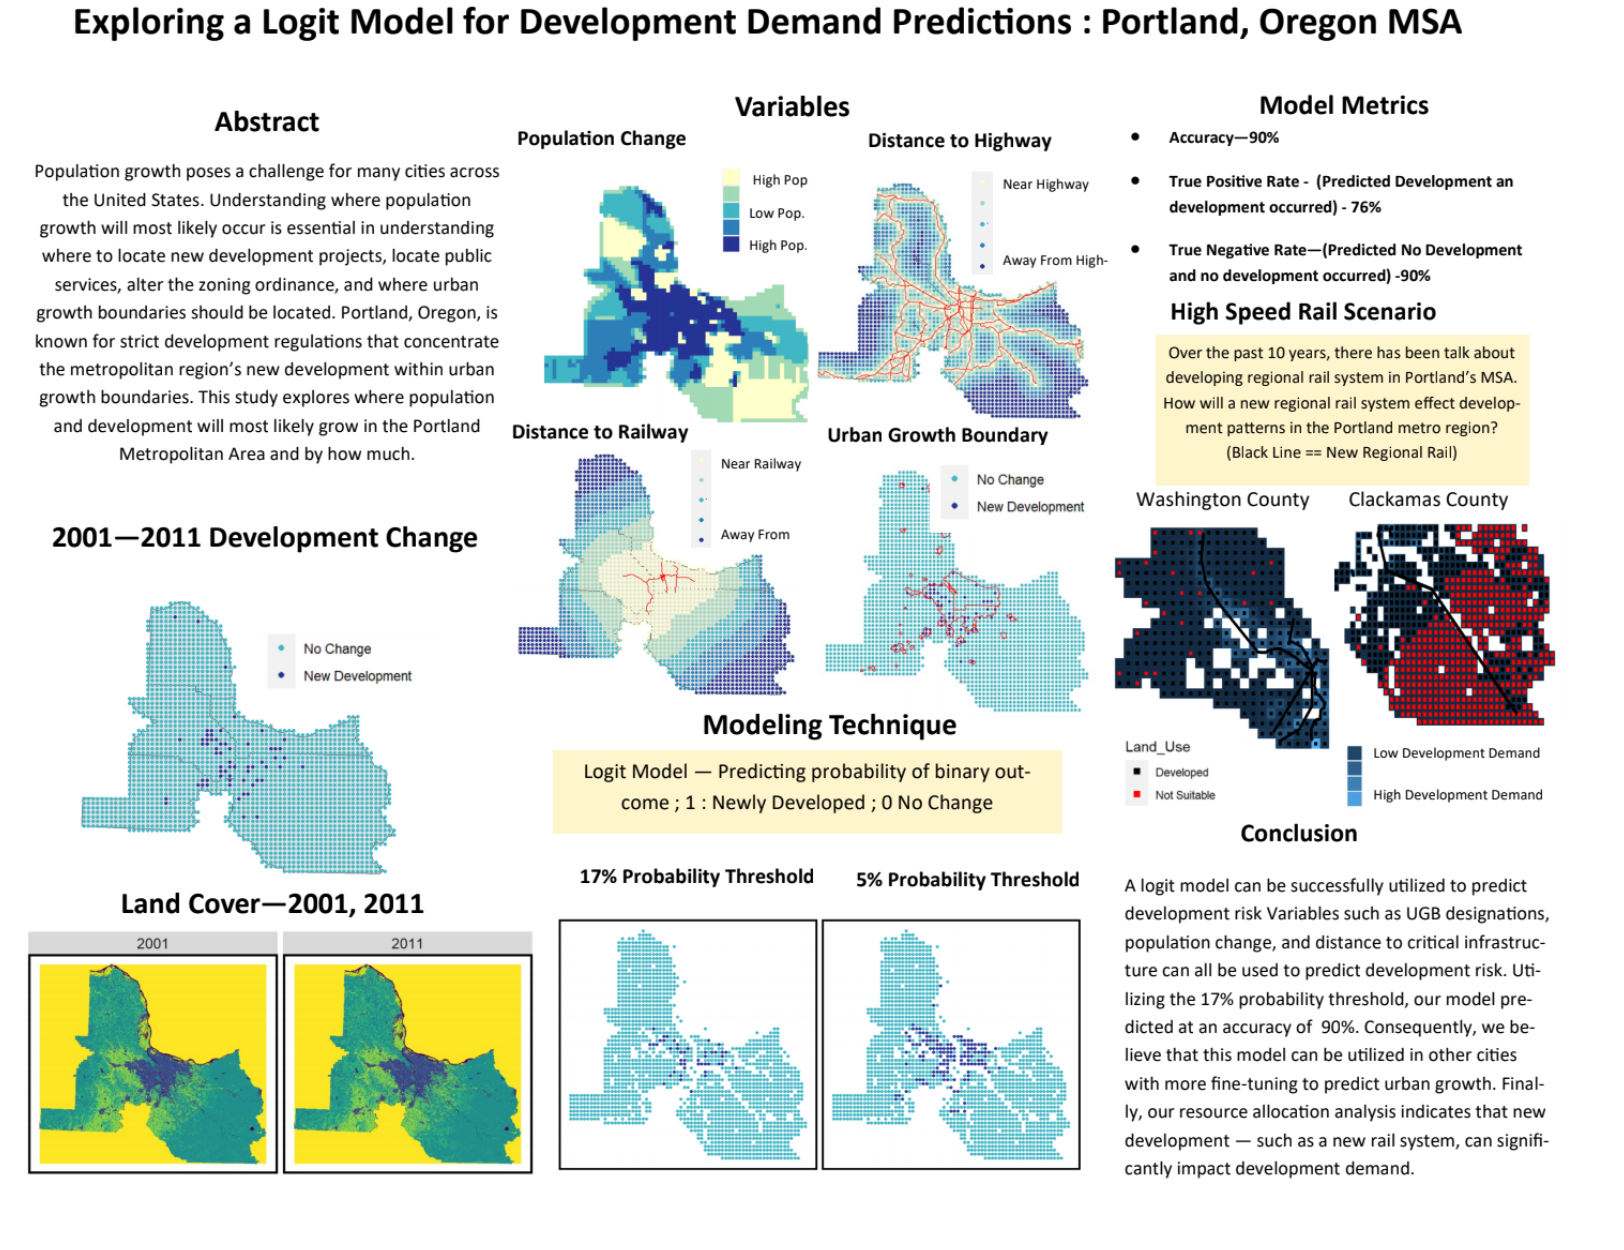 Exploring a Logit Model for Development Demand Predictions : Portland, Oregon MSA
Abstract
Population growth poses a challenge for many cities across
the United States. Understanding where population
growth will most likely occur is essential in understanding
where to locate new development projects, locate public
services, alter the zoning ordinance, and where urban
growth boundaries should be located. Portland, Oregon, is
known for strict development regulations that concentrate
the metropolitan region's new development within urban
growth boundaries. This study explores where population
and development will most likely grow in the Portland
Metropolitan Area and by how much.
2001—2011 Development Change
No Change
New Development
Land Cover—2001, 2011
2001
2011
Variables
Population Change
High Pop
Low Pop.
High Pop.
Distance to Highway
Near Highway
Away From High-
Distance to Railway
Near Railway
Away From
Urban Growth Boundary
No Change
New Development
Modeling Technique
Logit Model — Predicting probability of binary out-
come ; 1 : Newly Developed ; 0 No Change
17% Probability Threshold
5% Probability Threshold
Model Metrics
• Accuracy—90%
• True Positive Rate - (Predicted Development an
development occurred) - 76%
• True Negative Rate—(Predicted No Development
and no development occurred) -90%
High Speed Rail Scenario
Over the past 10 years, there has been talk about
developing regional rail system in Portland's MSA.
How will a new regional rail system effect develop-
ment patterns in the Portland metro region?
(Black Line == New Regional Rail)
Washington County
Clackamas County
Land_Use
Developed
Not Suitable
Low Development Demand
High Development Demand
Conclusion
A logit model can be successfully utilized to predict
development risk Variables such as UGB designations,
population change, and distance to critical infrastruc-
ture can all be used to predict development risk. Uti-
lizing the 17% probability threshold, our model pre-
dicted at an accuracy of  90%. Consequently, we be-
lieve that this model can be utilized in other cities
with more fine-tuning to predict urban growth. Final-
ly, our resource allocation analysis indicates that new
development — such as a new rail system, can signifi-
cantly impact development demand.